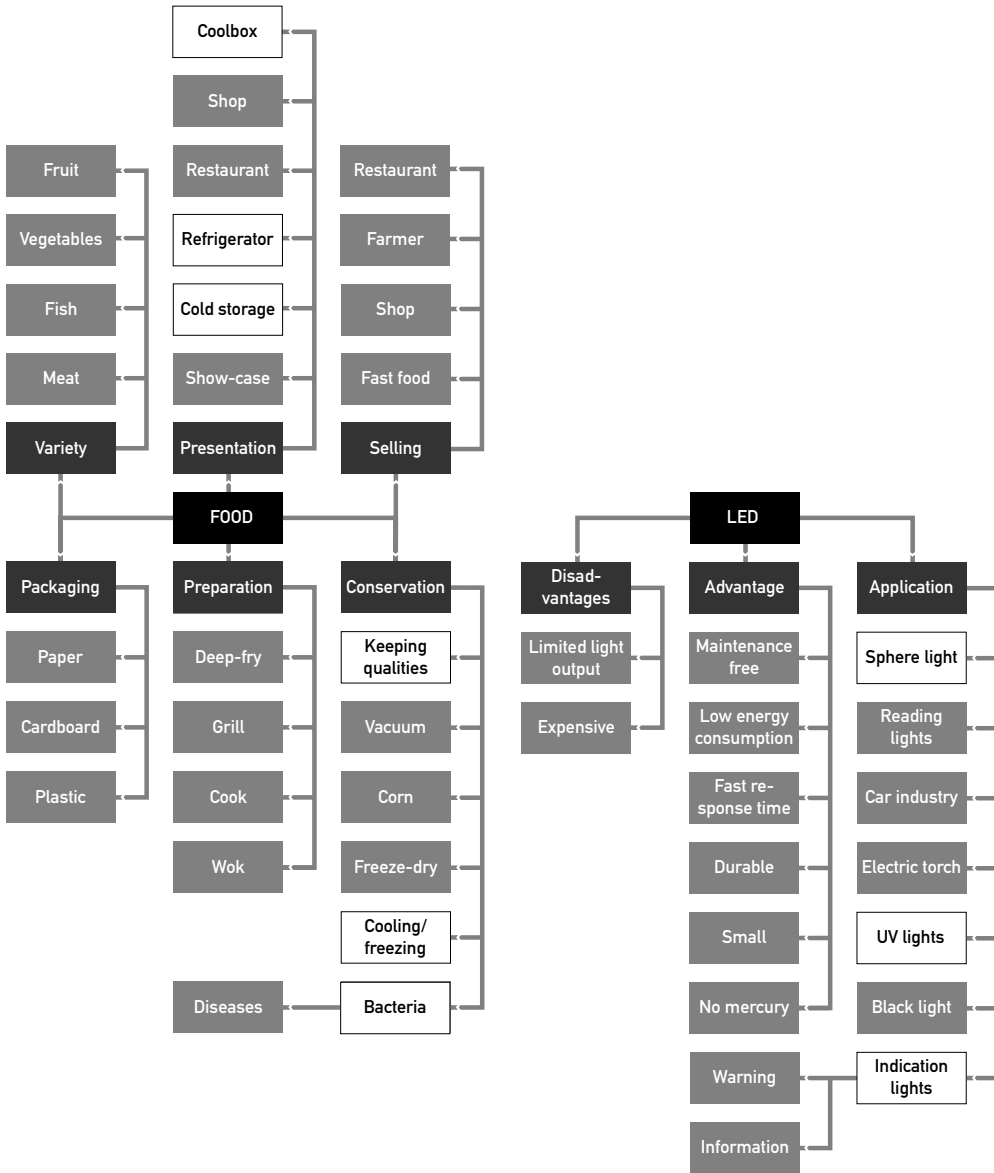 Coolbox
Shop
Fruit
Restaurant
Restaurant
Vegetables
Refrigerator
Farmer
Fish
Cold storage
Shop
Meat
Show-case
Fast food
Variety
Presentation
Selling
FOOD
LED
Packaging
Preparation
Conservation
Disad-
vantages
Advantage
Application
Paper
Deep-fry
Keeping
qualities
Limited light
output
Maintenance
free
Sphere light
Cardboard
Grill
Vacuum
Expensive
Low energy
consumption
Reading
lights
Plastic
Cook
Corn
Fast re-
sponse time
Car industry
Wok
Freeze-dry
Durable
Electric torch
Cooling/
freezing
Small
UV lights
Diseases
Bacteria
No mercury
Black light
Warning
Indication
lights
Information